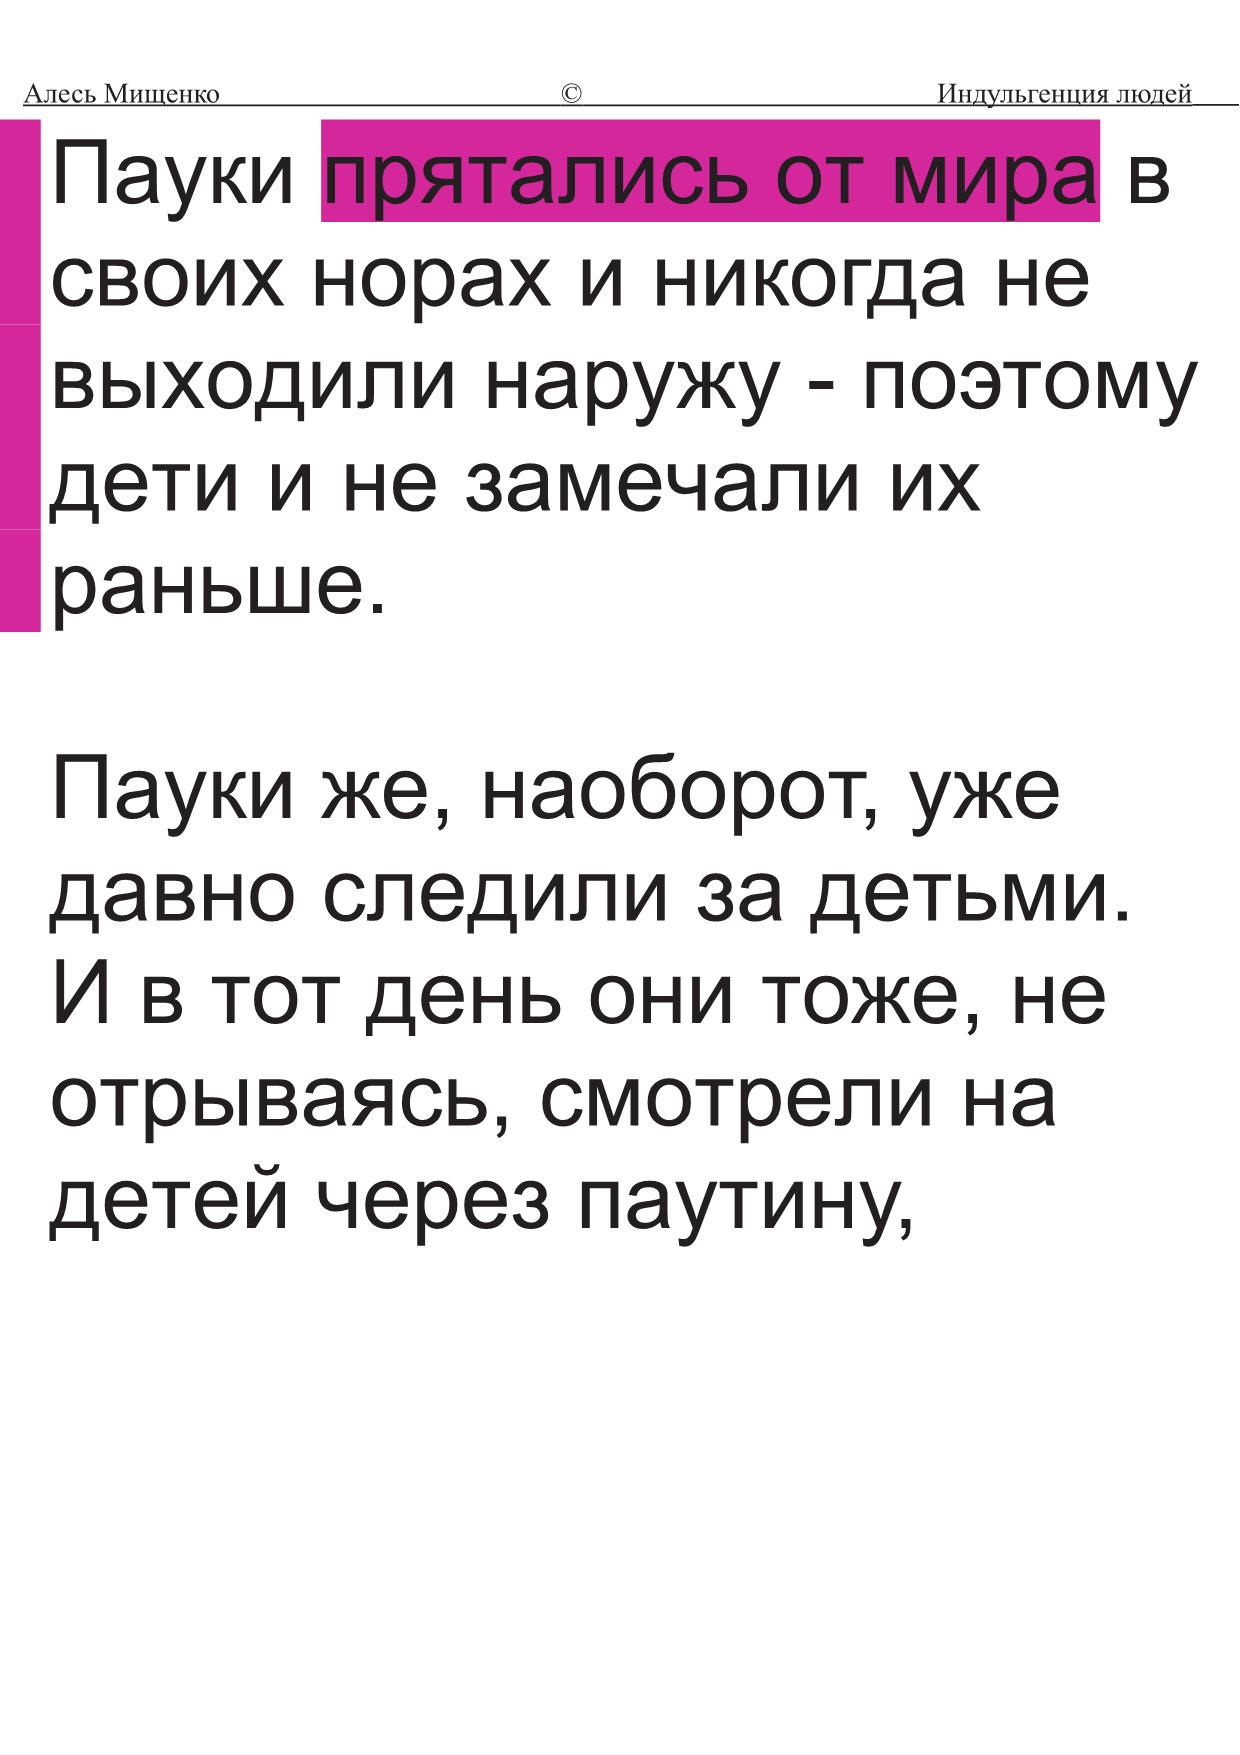 Алесь Мищенко © Индульгенция людей
Пауки прятались от мира в
своих норах и никогда не
выходили наружу - поэтому
дети и не замечали их
раньше.
Пауки же, наоборот, уже
давно следили за детьми.
И в тот день они тоже, не
отрываясь, смотрели на
детей через паутину,